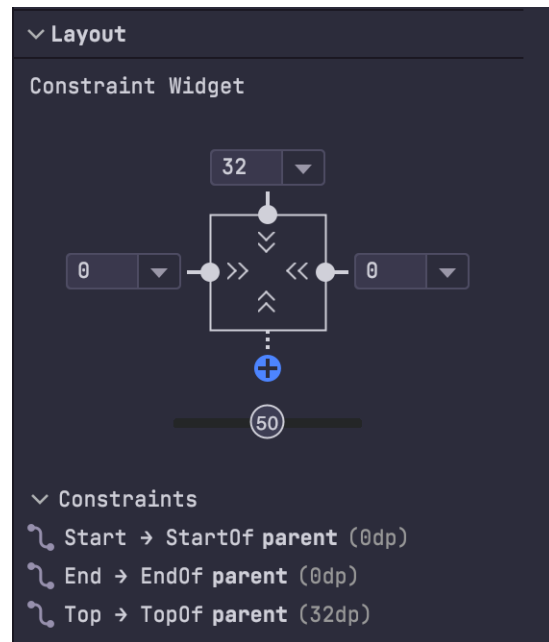 Layout
Constraint Widget
32
0
0
50
Constraints
Start → StartOf parent (0dp)
End → EndOf parent (0dp)
Top → TopOf parent (32dp)